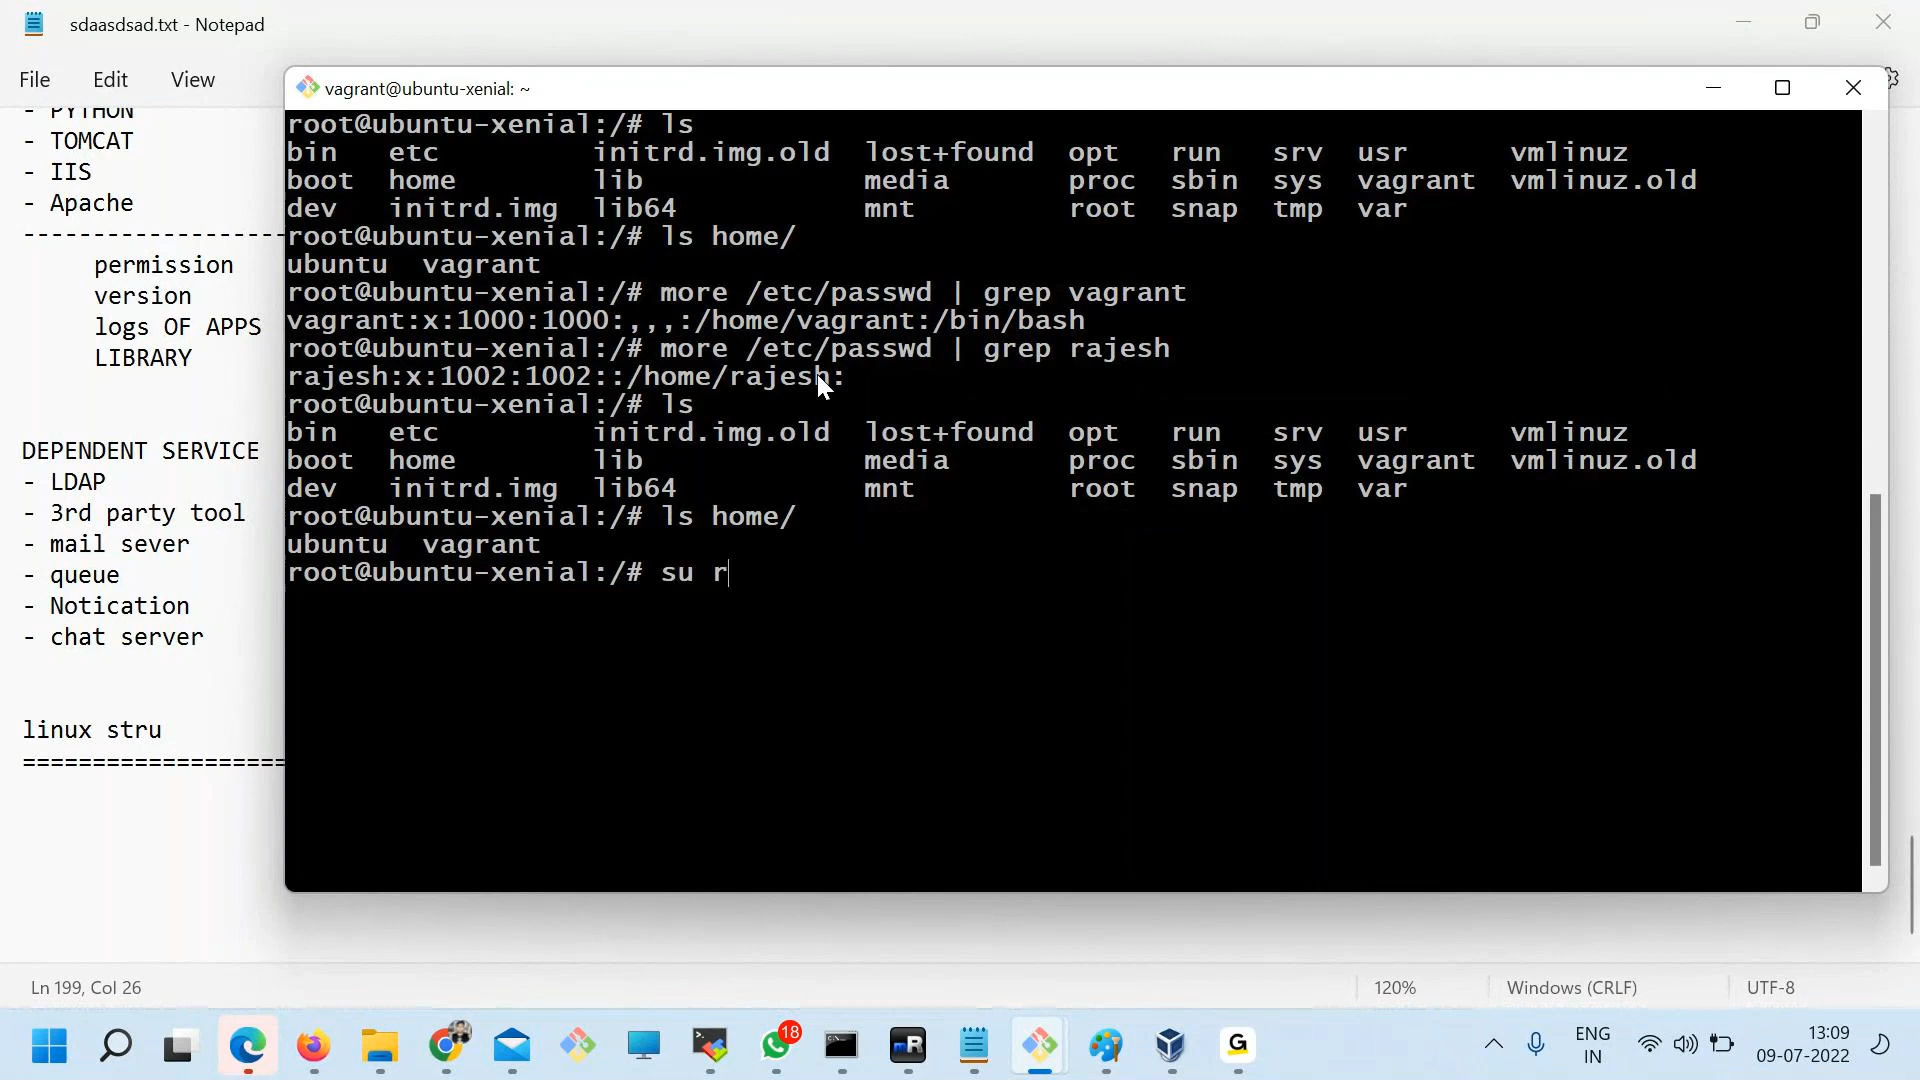 sdaasdsad.txt - Notepad
File Edit View
- PYTHON
- TOMCAT
- IIS
- Apache
--------------------
permission
version
logs OF APPS
LIBRARY
DEPENDENT SERVICE
- LDAP
- 3rd party tool
- mail sever
- queue
- Notication
- chat server
linux stru
===================
vagrant@ubuntu-xenial: ~
root@ubuntu-xenial:/# ls
bin etc initrd.img.old lost+found opt run srv usr vmlinuz
boot home lib media proc sbin sys vagrant vmlinuz.old
dev initrd.img lib64 mnt root snap tmp var
root@ubuntu-xenial:/# ls home/
ubuntu vagrant
root@ubuntu-xenial:/# more /etc/passwd | grep vagrant
vagrant:x:1000:1000:,,,:/home/vagrant:/bin/bash
root@ubuntu-xenial:/# more /etc/passwd | grep rajesh
rajesh:x:1002:1002::/home/rajesh:
root@ubuntu-xenial:/# ls
bin etc initrd.img.old lost+found opt run srv usr vmlinuz
boot home lib media proc sbin sys vagrant vmlinuz.old
dev initrd.img lib64 mnt root snap tmp var
root@ubuntu-xenial:/# ls home/
ubuntu vagrant
root@ubuntu-xenial:/# su r
Ln 199, Col 26 120% Windows (CRLF) UTF-8
18
mR
G
ENG
IN
13:09
09-07-2022